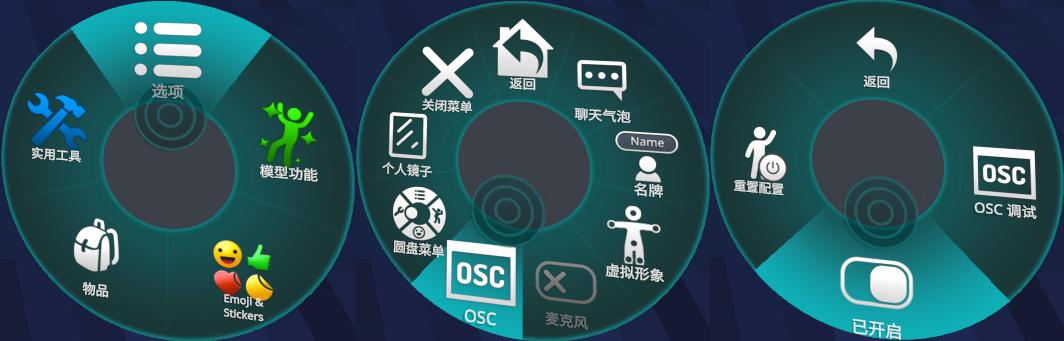 选项
实用工具
模型功能
物品
Emoji &
Stickers
返回
关闭菜单
聊天气泡
个人镜子
Name
名牌
圆盘菜单
虚拟形象
OSC
OSC
麦克风
返回
重置配置
OSC
OSC 调试
已开启